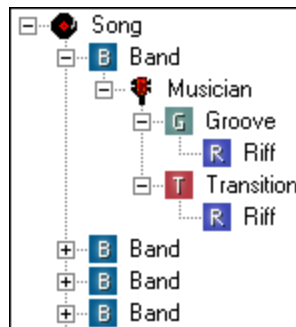 Song
B Band
Musician
G Groove
R Riff
T Transition
R Riff
B Band
B Band
B Band